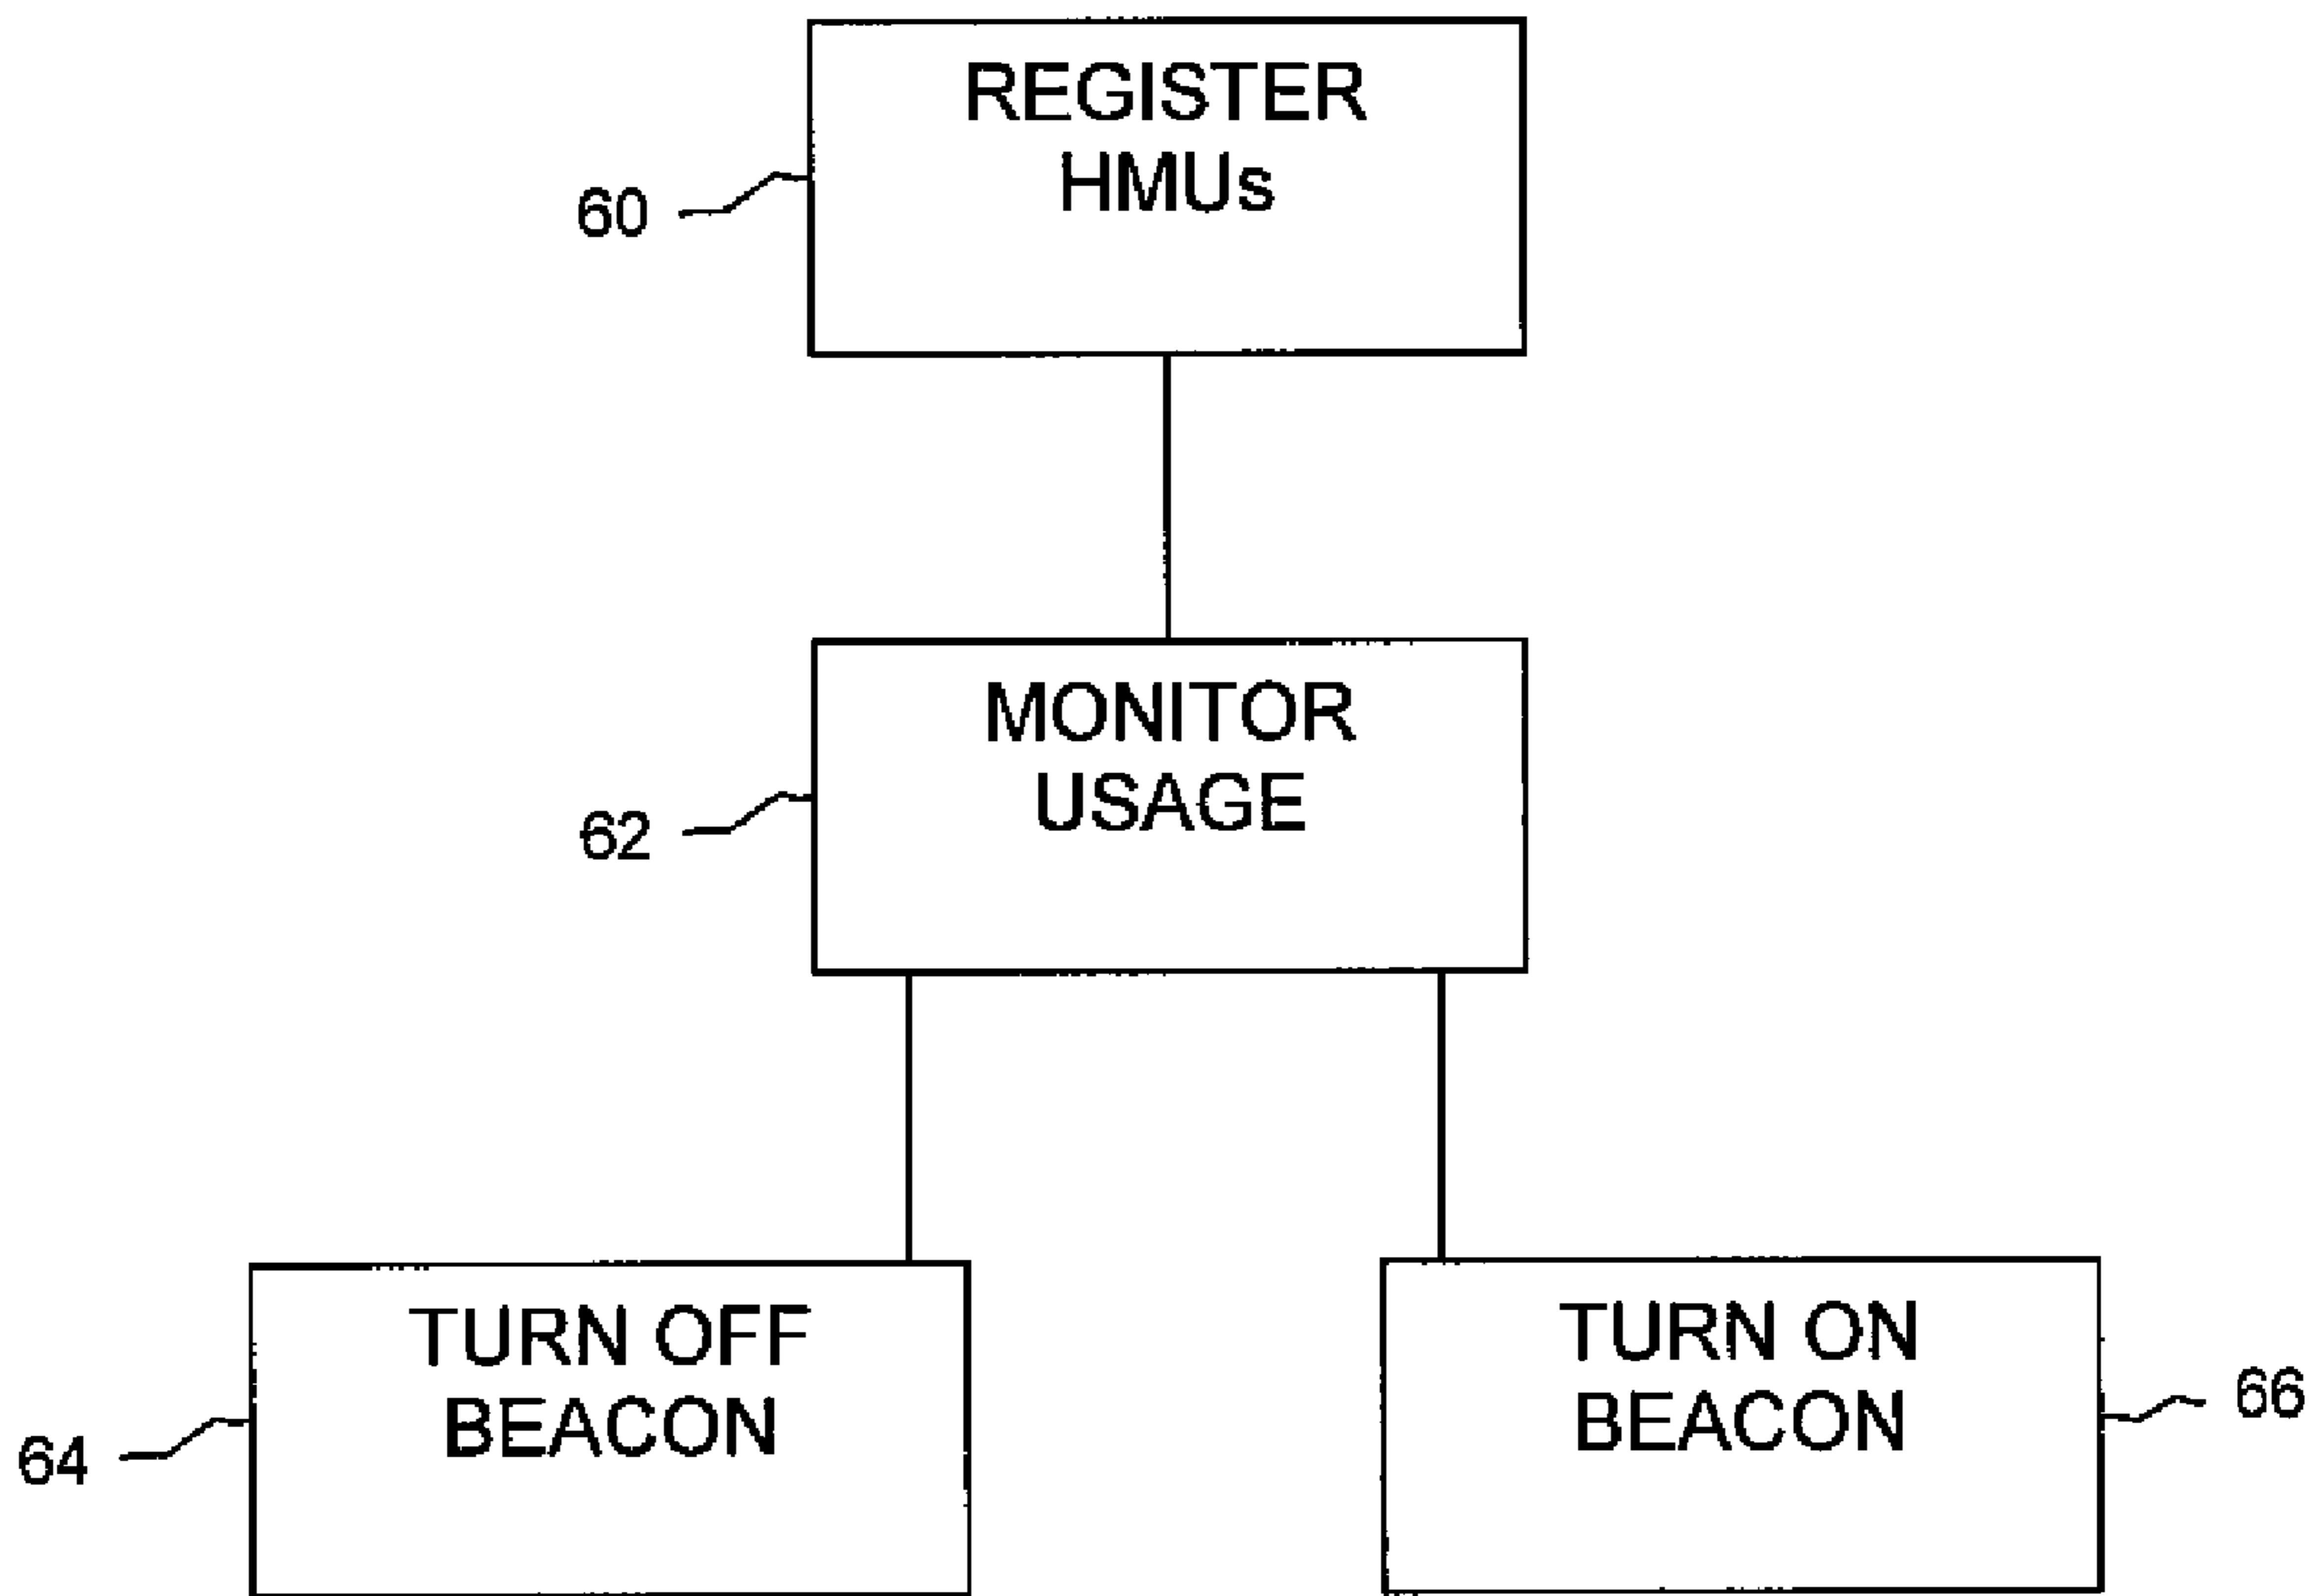 REGISTER
HMUs
60
MONITOR
USAGE
62
TURN OFF
BEACON
64
TURN ON
BEACON
66